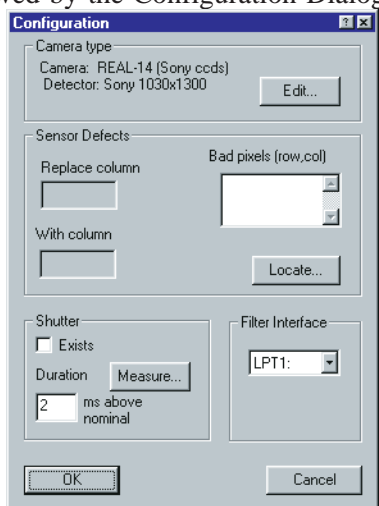 ved by the Configuration Dialog
Configuration
Camera type
Camera: REAL-14 (Sony ccds)
Detector: Sony 1030x1300
Edit...
Sensor Defects
Replace column
Bad pixels (row,col)
With column
Locate...
Shutter
Exists
Duration
Measure...
2
ms above
nominal
Filter Interface
LPT1:
OK
Cancel